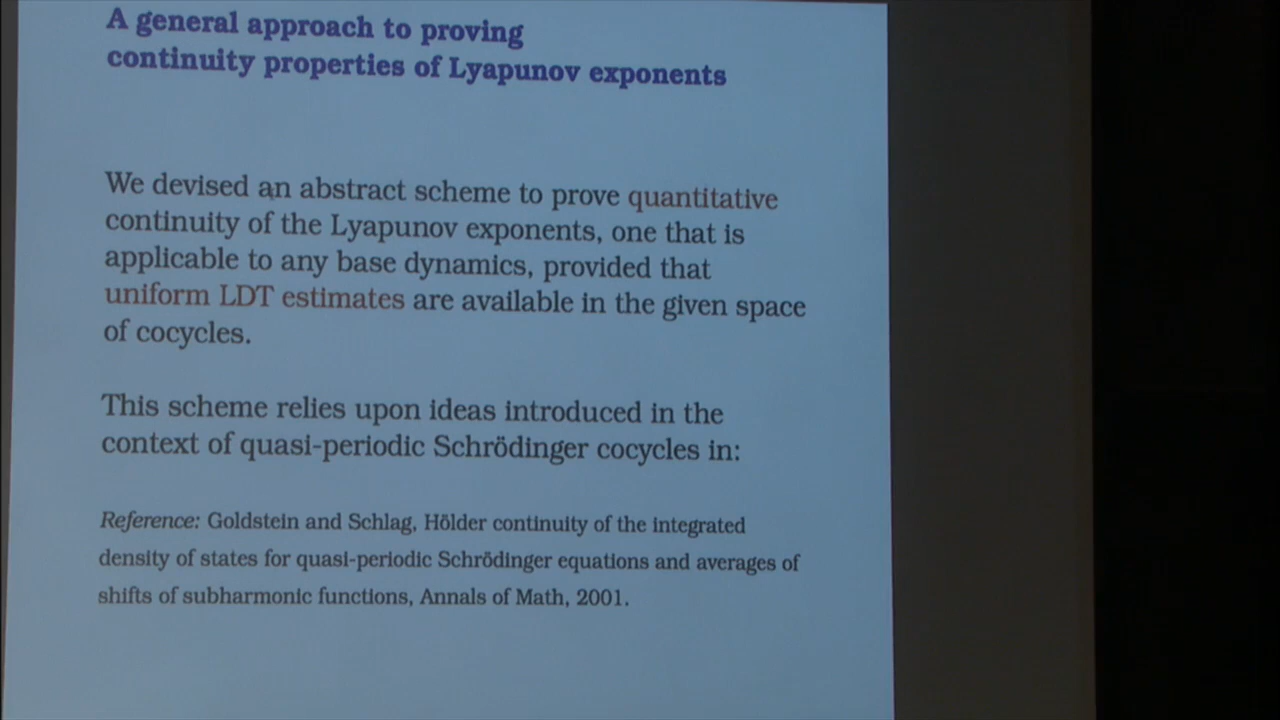 A general approach to proving
continuity properties of Lyapunov exponents
We devised an abstract scheme to prove quantitative
continuity of the Lyapunov exponents, one that is
applicable to any base dynamics, provided that
uniform LDT estimates are available in the given space
of cocycles.
This scheme relies upon ideas introduced in the
context of quasi-periodic Schrödinger cocycles in:
Reference: Goldstein and Schlag, Hölder continuity of the integrated
density of states for quasi-periodic Schrödinger equations and averages of
shifts of subharmonic functions, Annals of Math, 2001.